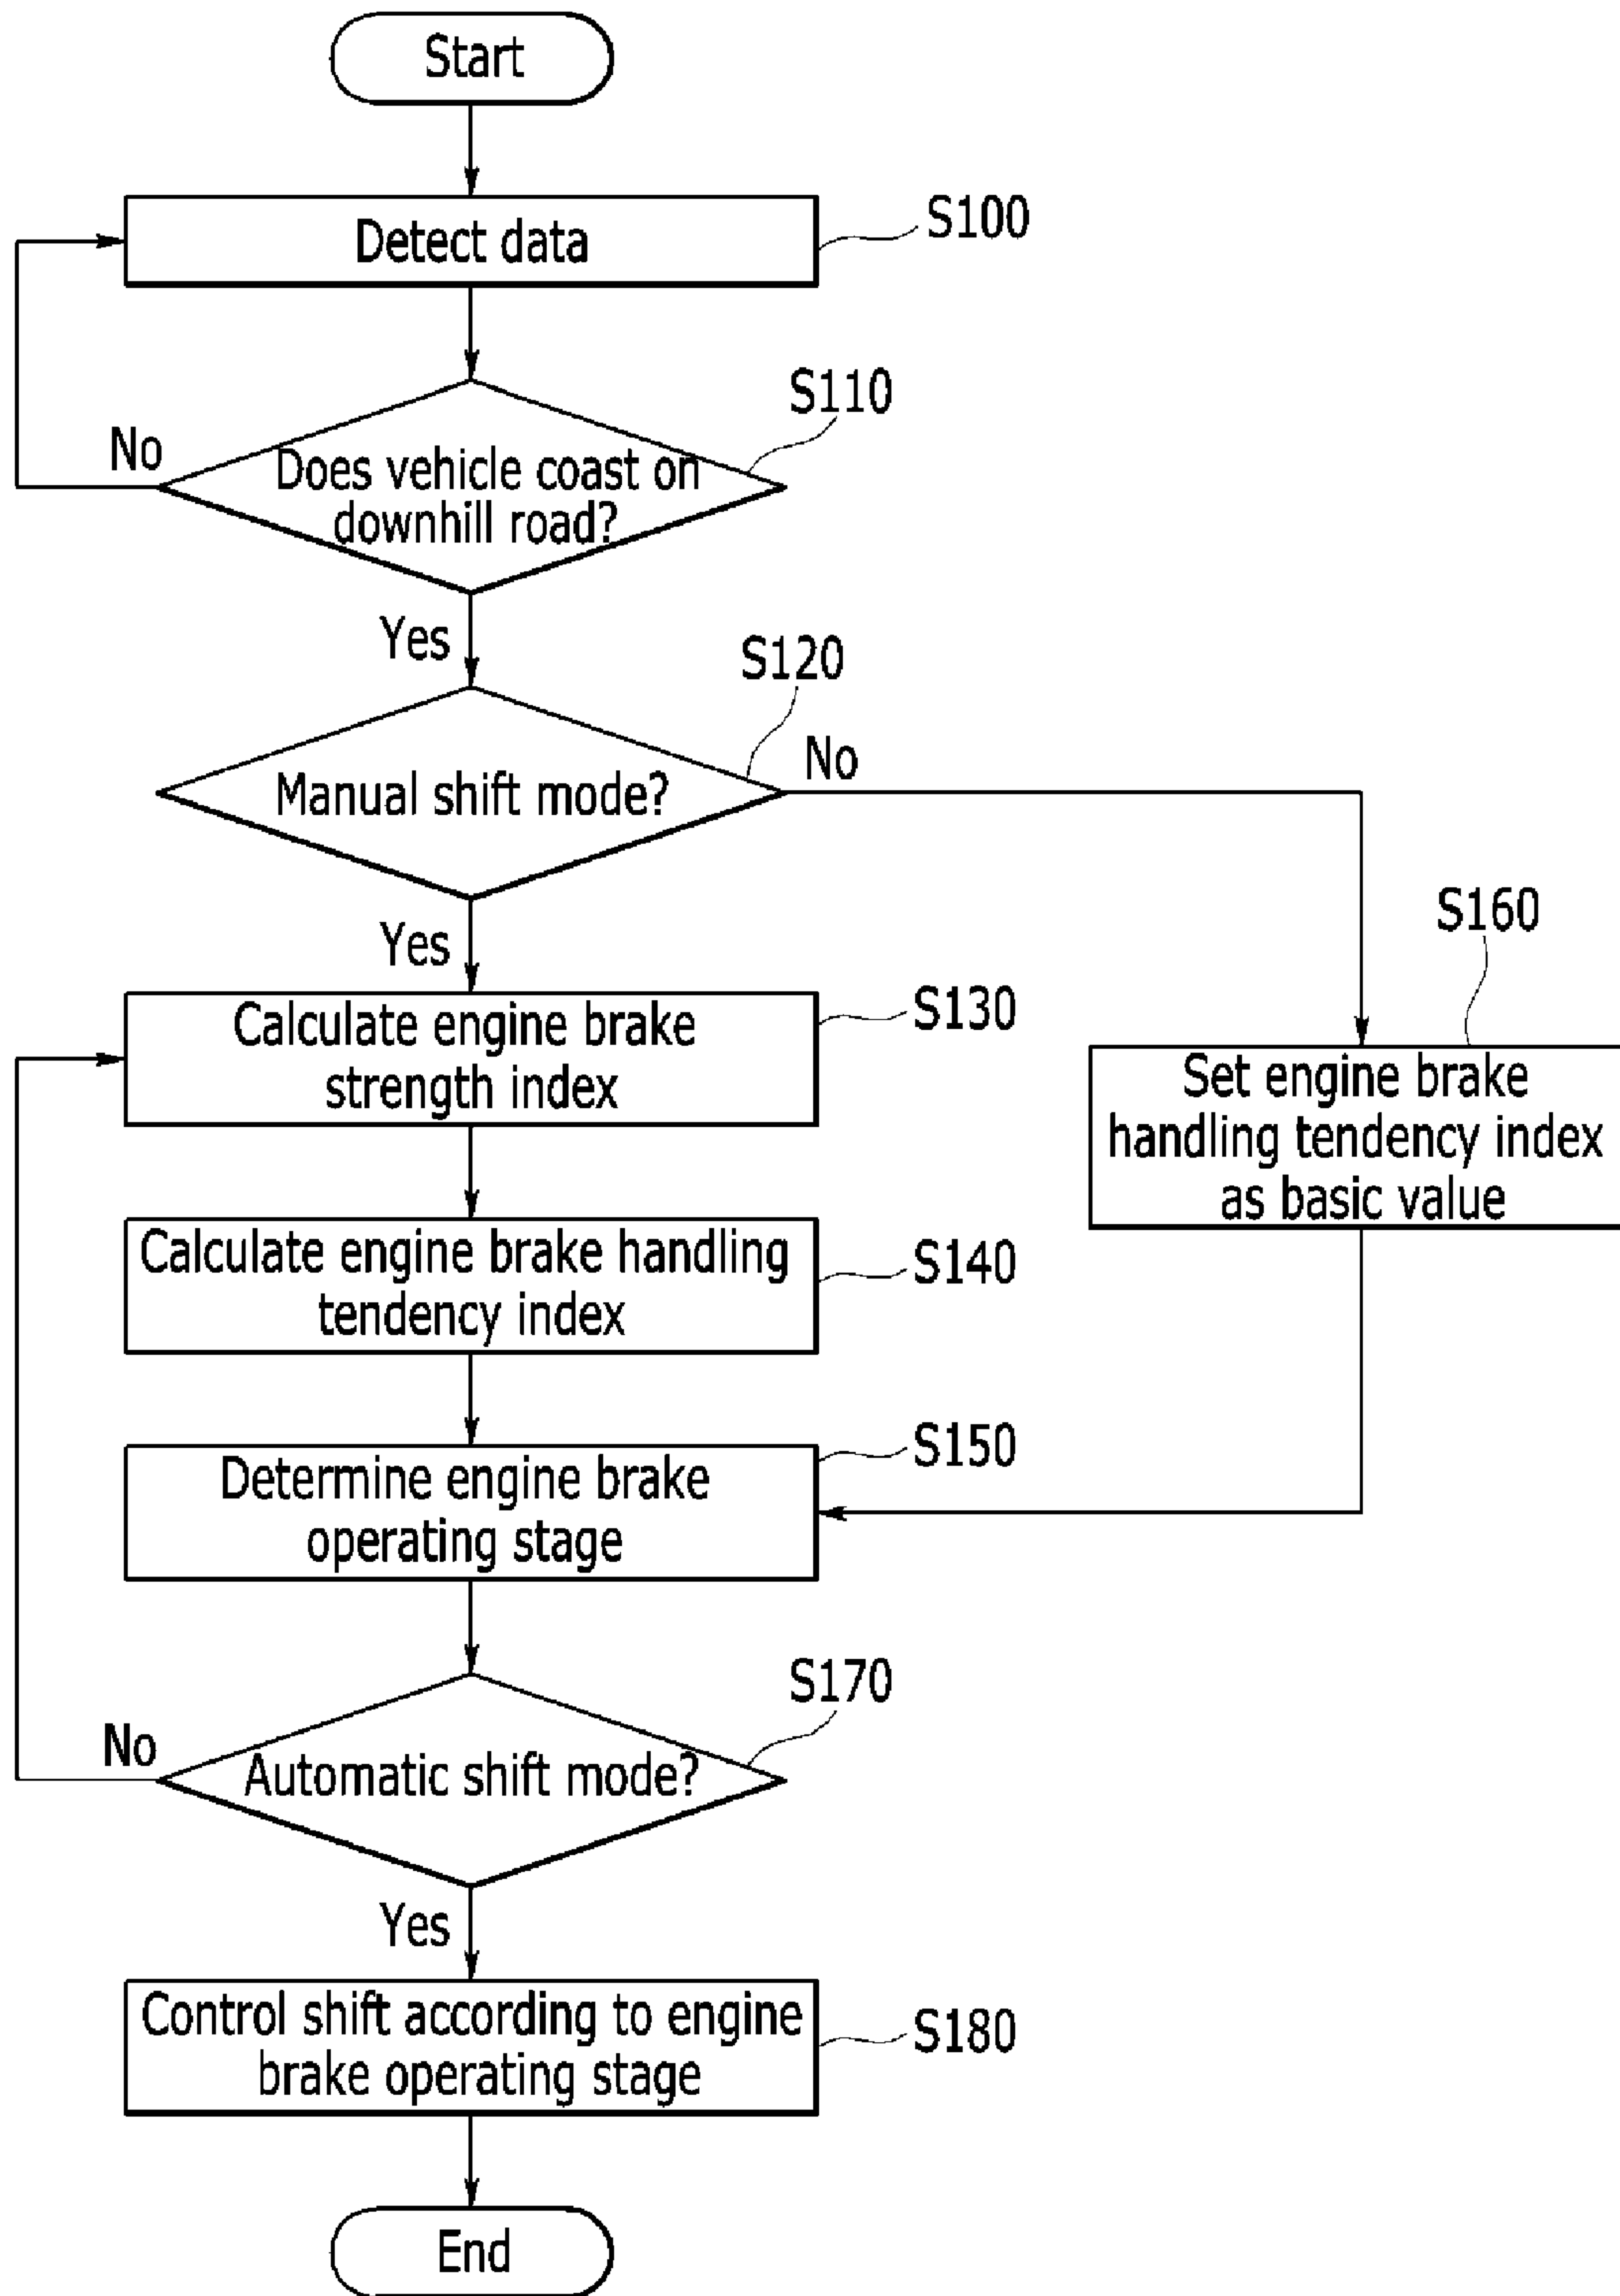 Start
Detect data
S100
S110
No
Does vehicle coast on
downhill road?
Yes
S120
No
Manual shift mode?
Yes
S160
Calculate engine brake
strength index
S130
Set engine brake
handling tendency index
as basic value
Calculate engine brake handling
tendency index
S140
Determine engine brake
operating stage
S150
S170
No
Automatic shift mode?
Yes
Control shift according to engine
brake operating stage
S180
End